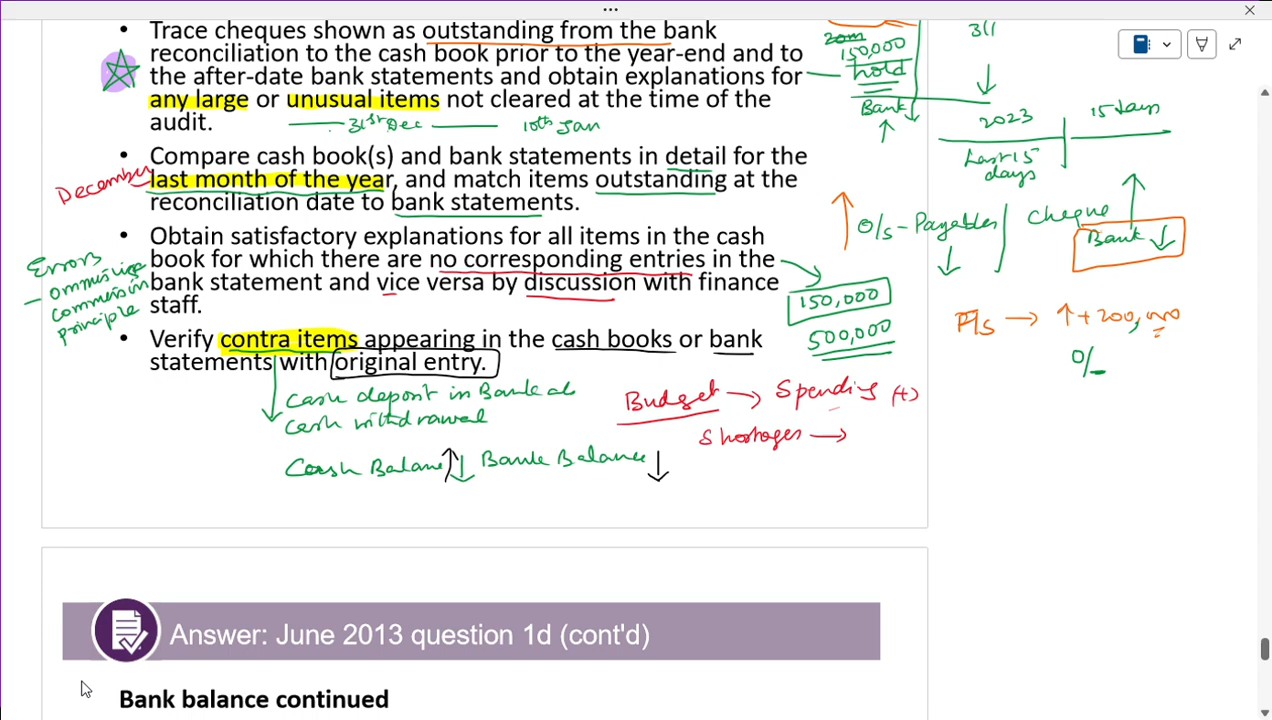 • Trace cheques shown as outstanding from the bank
reconciliation to the cash book prior to the year-end and to
the after-date bank statements and obtain explanations for
any large or unusual items not cleared at the time of the
audit.
31st Dec
10th Jan
• Compare cash book(s) and bank statements in detail for the
last month of the year, and match items outstanding at the
reconciliation date to bank statements.
December
• Obtain satisfactory explanations for all items in the cash
book for which there are no corresponding entries in the
bank statement and vice versa by discussion with finance
staff.
Errors
principle
• Verify contra items appearing in the cash books or bank
statements with original entry.
Cash deposit in Bank ac
Cash withdrawal
Cash Balane
Bank Balance
150,000
hold
Bank
311
2023
15 days
Last 15
days
O/s - Payables
Cheque
Bank
150,000
500,000
P/s → ↑ + 200,000
O/
Budget → Spending (+)
Shortages →
Answer: June 2013 question 1d (cont'd)
Bank balance continued